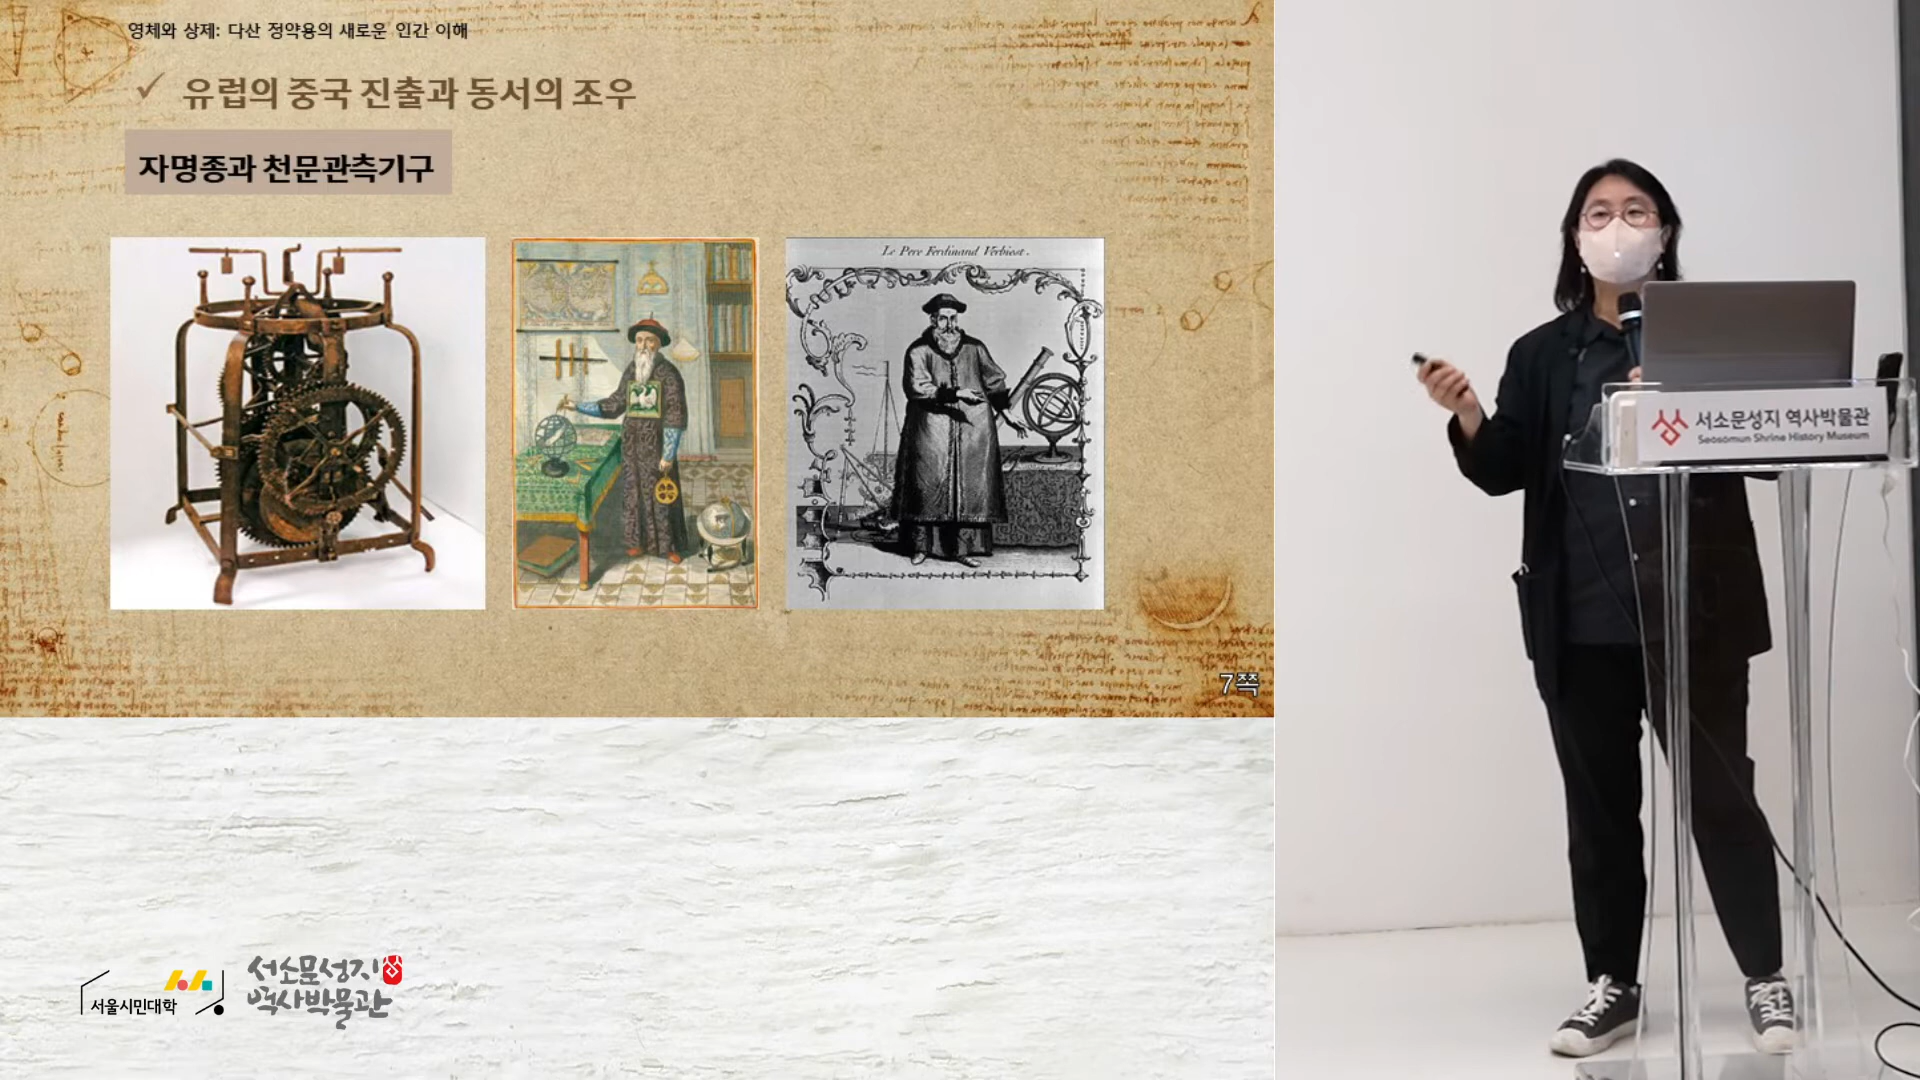 영체와 상제: 다산 정약용의 새로운 인간 이해
✓ 유럽의 중국 진출과 동서의 조우
자명종과 천문관측기구
Le Pere Ferdinand Verbiest.
7쪽
서울시민대학
서소문성지
역사박물관
서소문성지 역사박물관
Seosomun Shrine History Museum